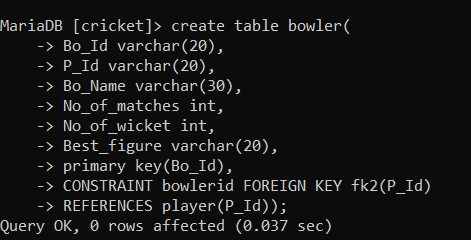 MariaDB [cricket]> create table bowler(
    -> Bo_Id varchar(20),
    -> P_Id varchar(20),
    -> Bo_Name varchar(30),
    -> No_of_matches int,
    -> No_of_wicket int,
    -> Best_figure varchar(20),
    -> primary key(Bo_Id),
    -> CONSTRAINT bowlerid FOREIGN KEY fk2(P_Id)
    -> REFERENCES player(P_Id));
Query OK, 0 rows affected (0.037 sec)